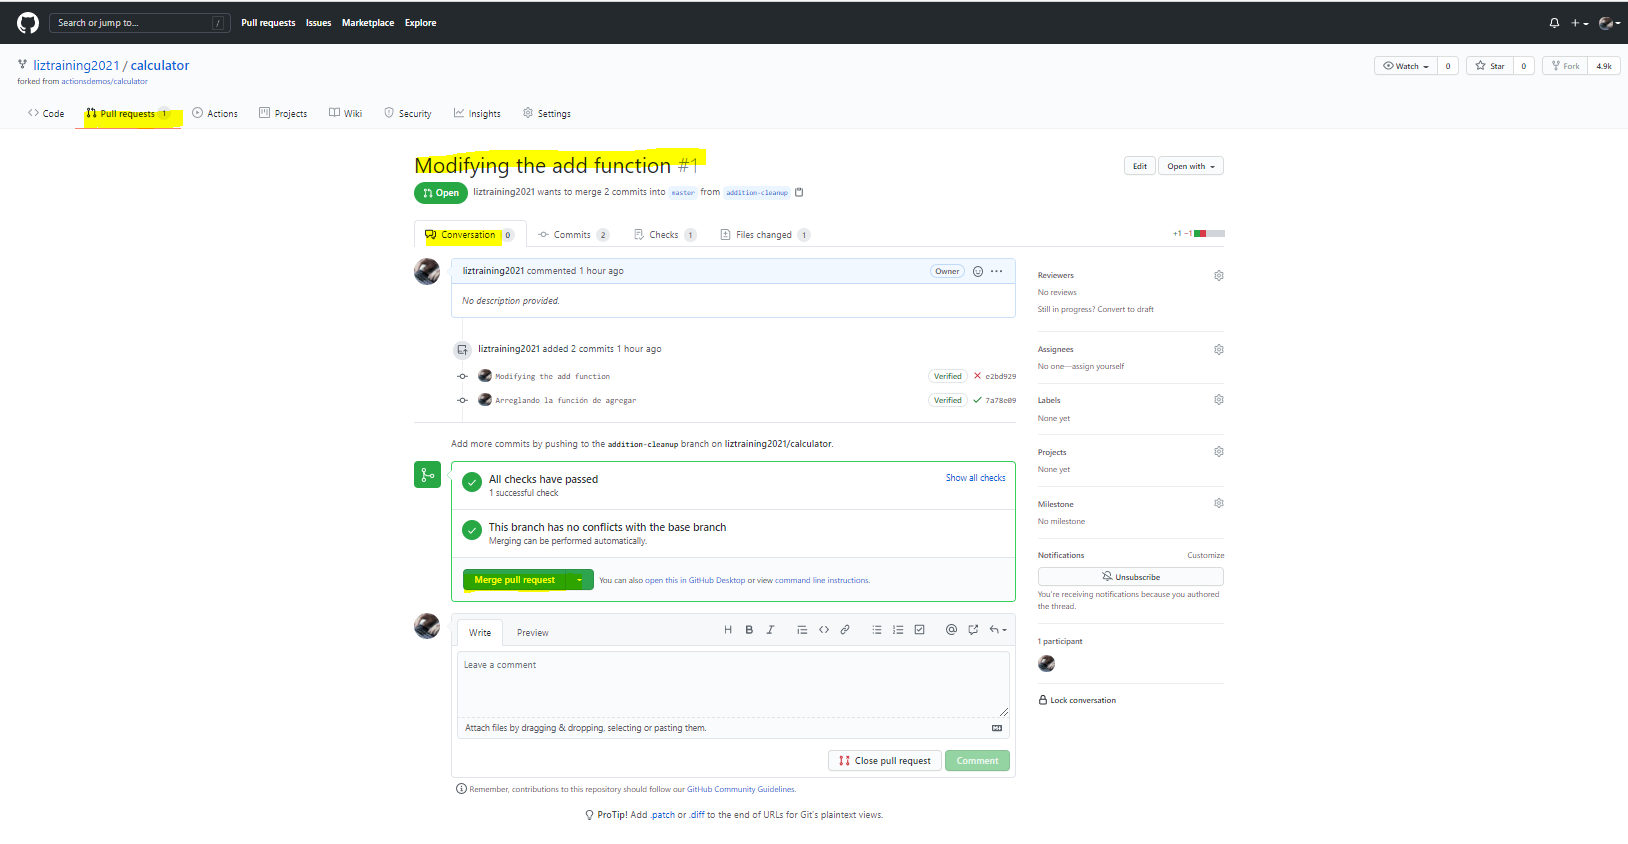 Search or jump to... /
Pull requests Issues Marketplace Explore
liztraining2021 / calculator
forked from actionsdemos/calculator
Watch 0 Star 0 Fork 4.9k
Code Pull requests 1 Actions Projects Wiki Security Insights Settings
Modifying the add function #1
Edit Open with
Open liztraining2021 wants to merge 2 commits into master from addition-cleanup
Conversation 0 Commits 2 Checks 1 Files changed 1
+1 −1
liztraining2021 commented 1 hour ago Owner
No description provided.
liztraining2021 added 2 commits 1 hour ago
Modifying the add function Verified e2bd929
Arreglando la función de agregar Verified 7a78e09
Add more commits by pushing to the addition-cleanup branch on liztraining2021/calculator.
All checks have passed
1 successful check
Show all checks
This branch has no conflicts with the base branch
Merging can be performed automatically.
Merge pull request You can also open this in GitHub Desktop or view command line instructions.
Write Preview
Leave a comment
Attach files by dragging & dropping, selecting or pasting them.
Close pull request Comment
Remember, contributions to this repository should follow our GitHub Community Guidelines.
ProTip! Add .patch or .diff to the end of URLs for Git's plaintext views.
Reviewers
No reviews
Still in progress? Convert to draft
Assignees
No one—assign yourself
Labels
None yet
Projects
None yet
Milestone
No milestone
Notifications Customize
Unsubscribe
You're receiving notifications because you authored
the thread.
1 participant
Lock conversation